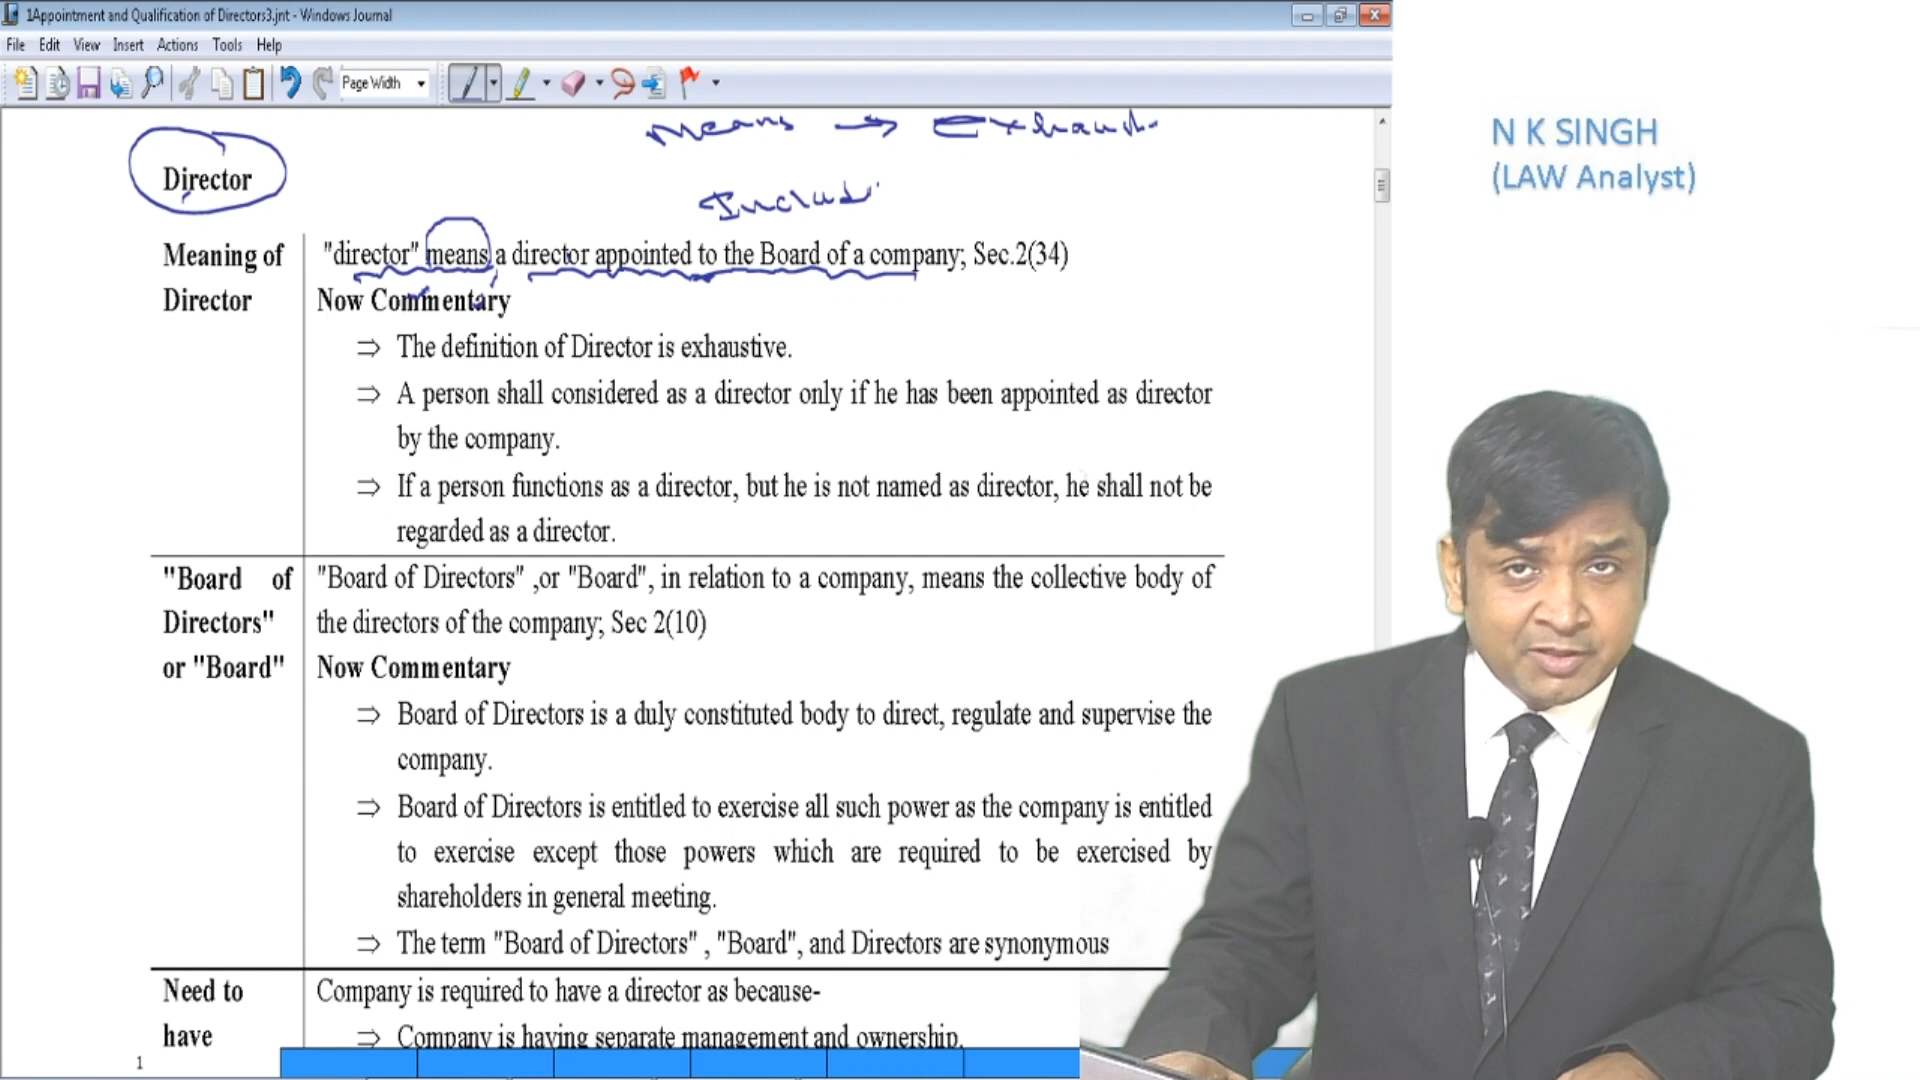 1Appointment and Qualification of Directors3.jnt - Windows Journal
File Edit View Insert Actions Tools Help
Page Width
Means → Exhaust.
Includ
N K SINGH
(LAW Analyst)
Director
Meaning of Director
"director" means a director appointed to the Board of a company; Sec.2(34)
Now Commentary
⇒ The definition of Director is exhaustive.
⇒ A person shall considered as a director only if he has been appointed as director
by the company.
⇒ If a person functions as a director, but he is not named as director, he shall not be
regarded as a director.
"Board of Directors" or "Board"
"Board of Directors" ,or "Board", in relation to a company, means the collective body of
the directors of the company; Sec 2(10)
Now Commentary
⇒ Board of Directors is a duly constituted body to direct, regulate and supervise the
company.
⇒ Board of Directors is entitled to exercise all such power as the company is entitled
to exercise except those powers which are required to be exercised by
shareholders in general meeting.
⇒ The term "Board of Directors" , "Board", and Directors are synonymous
Need to have
Company is required to have a director as because-
⇒ Company is having separate management and ownership.
1